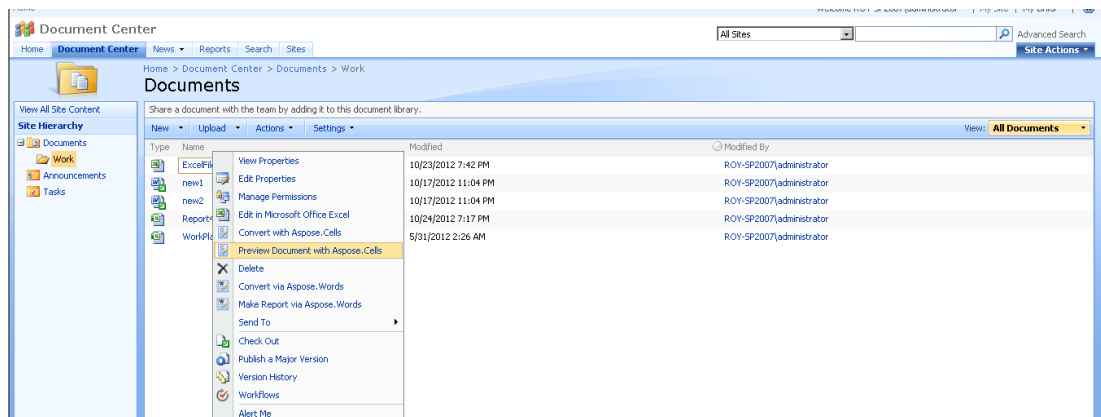 Document Center
All Sites
Advanced Search
Home Document Center News Reports Search Sites
Site Actions
Home > Document Center > Documents > Work
Documents
View All Site Content
Share a document with the team by adding it to this document library.
Site Hierarchy
New Upload Actions Settings
View: All Documents
Documents
Work
Announcements
Tasks
Type Name Modified Modified By
ExcelFil 10/23/2012 7:42 PM ROY-SP2007\administrator
new1 10/17/2012 11:04 PM ROY-SP2007\administrator
new2 10/17/2012 11:04 PM ROY-SP2007\administrator
Report 10/24/2012 7:17 PM ROY-SP2007\administrator
WorkPla 5/31/2012 2:26 AM ROY-SP2007\administrator
View Properties
Edit Properties
Manage Permissions
Edit in Microsoft Office Excel
Convert with Aspose.Cells
Preview Document with Aspose.Cells
Delete
Convert via Aspose.Words
Make Report via Aspose.Words
Send To
Check Out
Publish a Major Version
Version History
Workflows
Alert Me